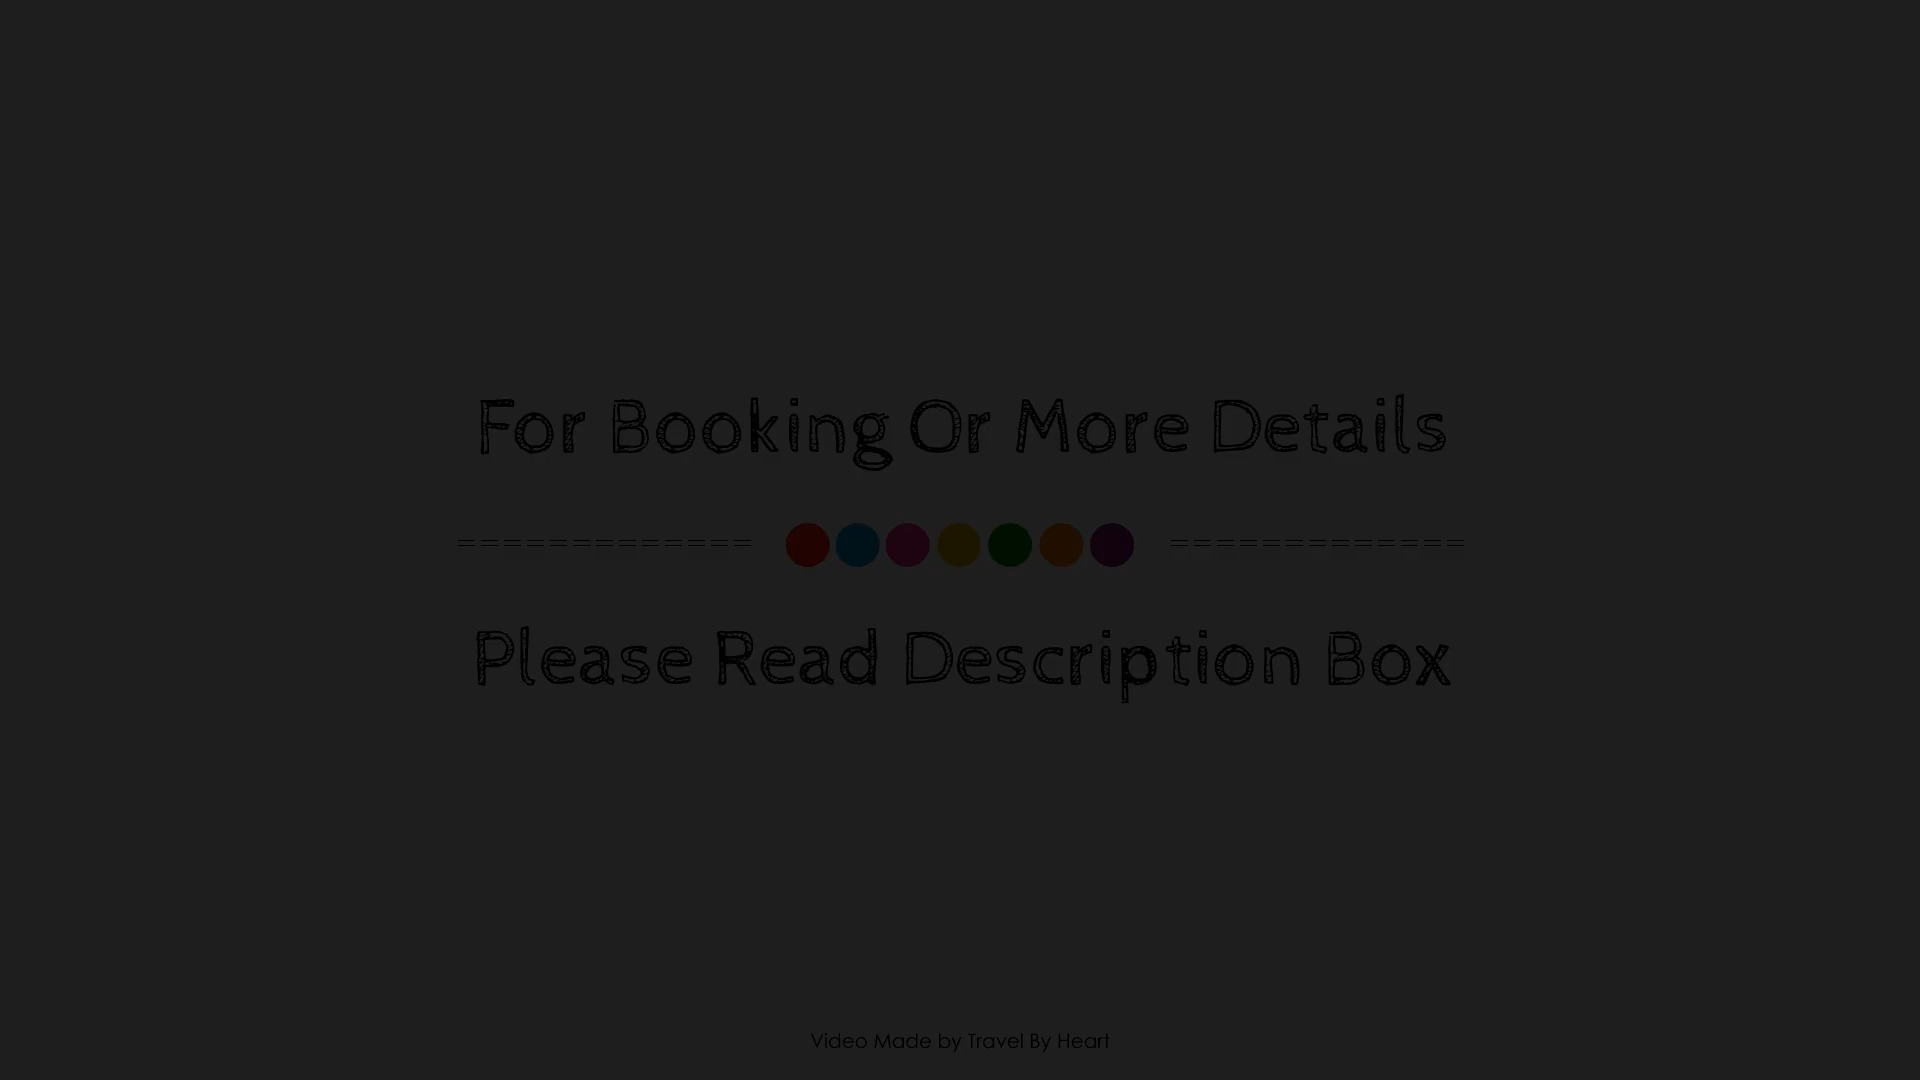 For Booking Or More Details
============= =============
Please Read Description Box
Video Made by Travel By Heart